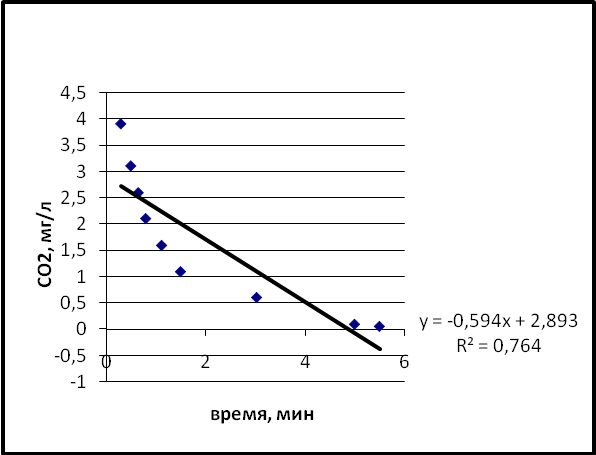 4,5
4
3,5
3
2,5
2
1,5
1
0,5
0
-0,5
-1
0 2 4 6
СО2, мг/л
время, мин
y = -0,594x + 2,893
R² = 0,764